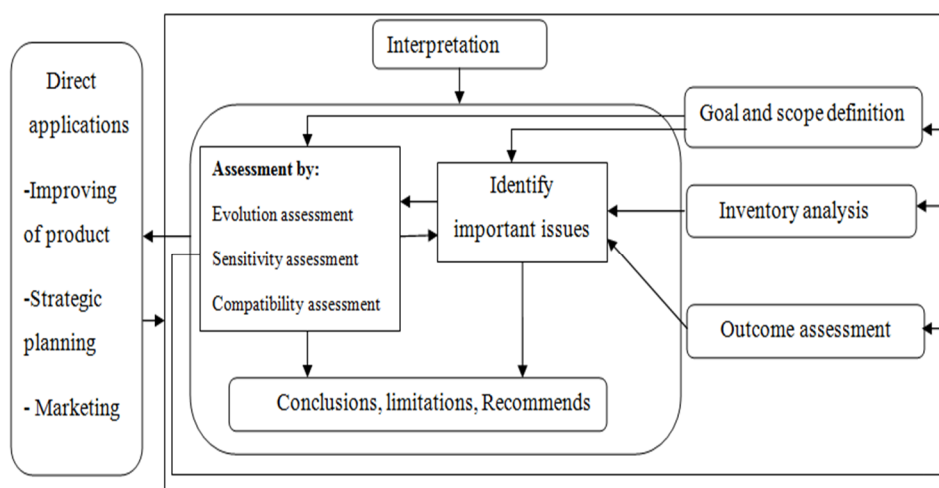 Direct
applications
-Improving
of product
-Strategic
planning
- Marketing
Interpretation
Assessment by:
Evolution assessment
Sensitivity assessment
Compatibility assessment
Identify
important issues
Conclusions, limitations, Recommends
Goal and scope definition
Inventory analysis
Outcome assessment